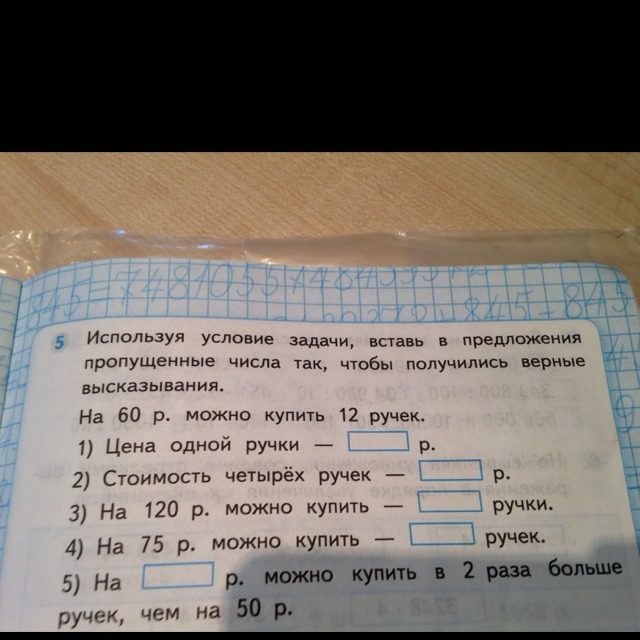 5 Используя условие задачи, вставь в предложения
пропущенные числа так, чтобы получились верные
высказывания.
На 60 р. можно купить 12 ручек.
1) Цена одной ручки — р.
2) Стоимость четырёх ручек — р.
3) На 120 р. можно купить — ручки.
4) На 75 р. можно купить — ручек.
5) На р. можно купить в 2 раза больше
ручек, чем на 50 р.